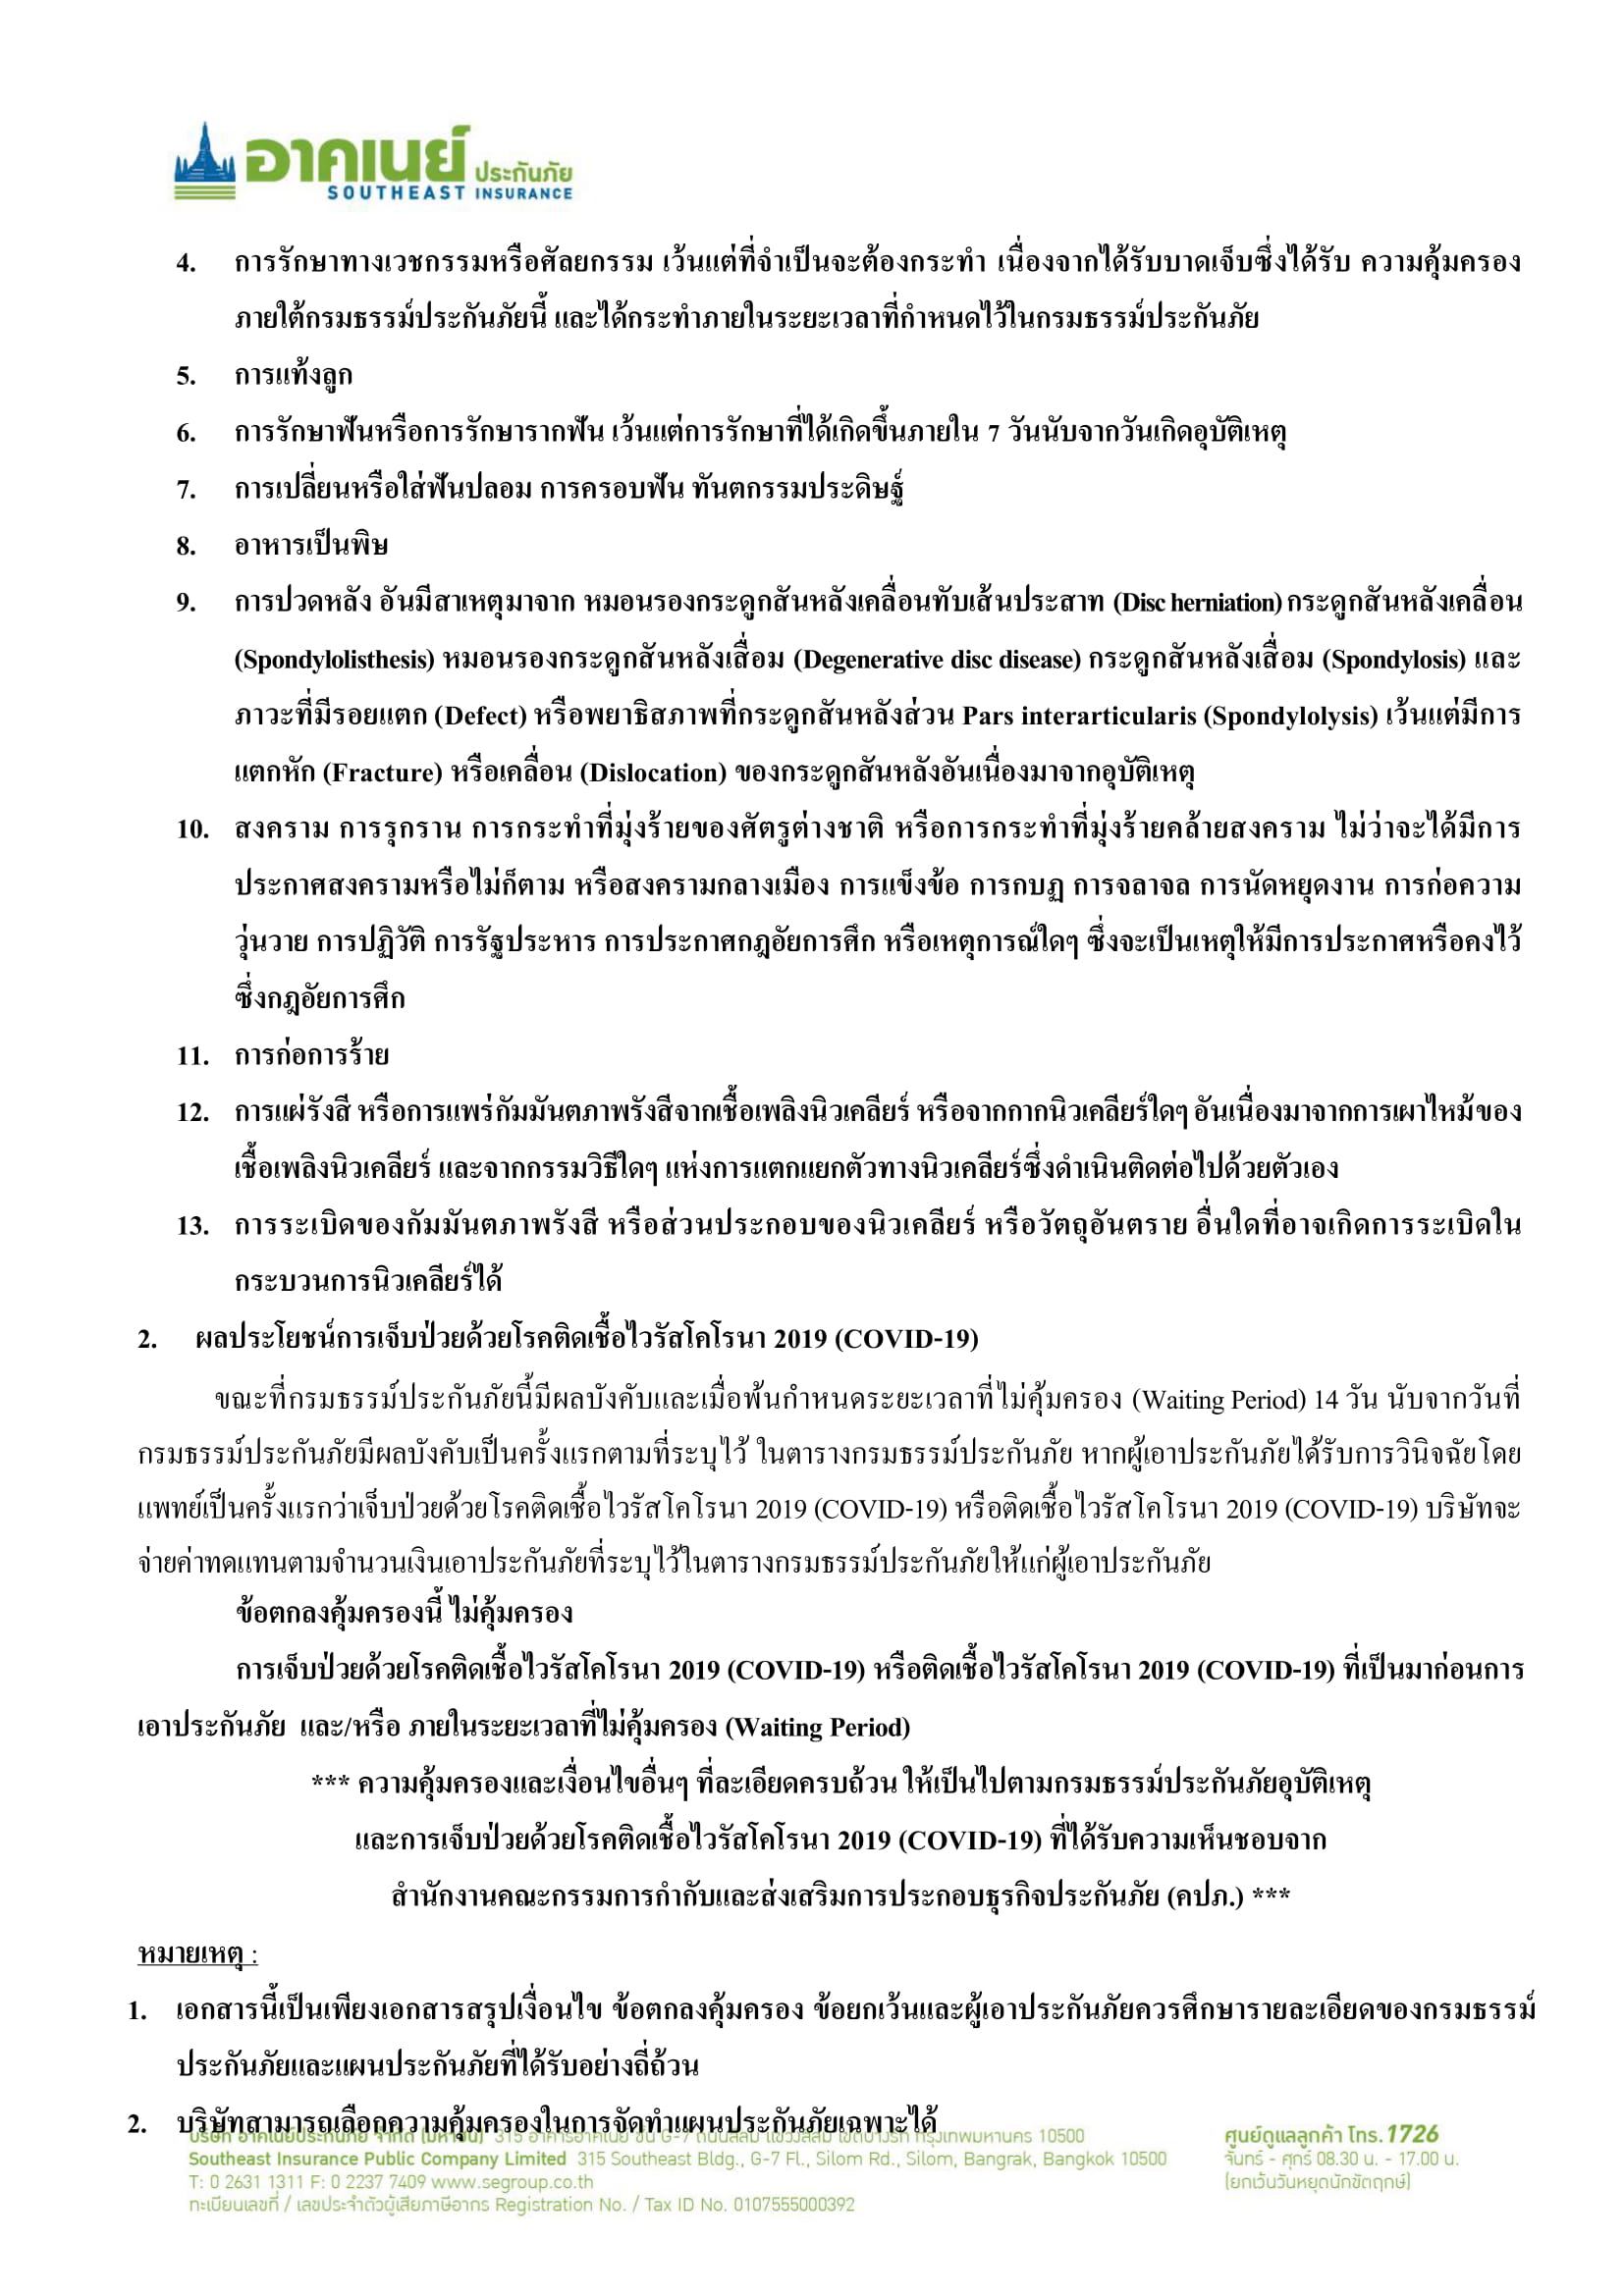 อาคเนย์ ประกันภัย
SOUTHEAST INSURANCE
4. การรักษาทางเวชกรรมหรือศัลยกรรม เว้นแต่ที่จำเป็นจะต้องกระทำ เนื่องจากได้รับบาดเจ็บซึ่งได้รับ ความคุ้มครอง
ภายใต้กรมธรรม์ประกันภัยนี้ และได้กระทำภายในระยะเวลาที่กำหนดไว้ในกรมธรรม์ประกันภัย
5. การแท้งลูก
6. การรักษาฟันหรือการรักษารากฟัน เว้นแต่การรักษาที่ได้เกิดขึ้นภายใน 7 วันนับจากวันเกิดอุบัติเหตุ
7. การเปลี่ยนหรือใส่ฟันปลอม การครอบฟัน ทันตกรรมประดิษฐ์
8. อาหารเป็นพิษ
9. การปวดหลัง อันมีสาเหตุมาจาก หมอนรองกระดูกสันหลังเคลื่อนทับเส้นประสาท (Disc herniation) กระดูกสันหลังเคลื่อน
(Spondylolisthesis) หมอนรองกระดูกสันหลังเสื่อม (Degenerative disc disease) กระดูกสันหลังเสื่อม (Spondylosis) และ
ภาวะที่มีรอยแตก (Defect) หรือพยาธิสภาพที่กระดูกสันหลังส่วน Pars interarticularis (Spondylolysis) เว้นแต่มีการ
แตกหัก (Fracture) หรือเคลื่อน (Dislocation) ของกระดูกสันหลังอันเนื่องมาจากอุบัติเหตุ
10. สงคราม การรุกราน การกระทำที่มุ่งร้ายของศัตรูต่างชาติ หรือการกระทำที่มุ่งร้ายคล้ายสงคราม ไม่ว่าจะได้มีการ
ประกาศสงครามหรือไม่ก็ตาม หรือสงครามกลางเมือง การแข็งข้อ การกบฏ การจลาจล การนัดหยุดงาน การก่อความ
วุ่นวาย การปฏิวัติ การรัฐประหาร การประกาศกฎอัยการศึก หรือเหตุการณ์ใดๆ ซึ่งจะเป็นเหตุให้มีการประกาศหรือคงไว้
ซึ่งกฎอัยการศึก
11. การก่อการร้าย
12. การแผ่รังสี หรือการแพร่กัมมันตภาพรังสีจากเชื้อเพลิงนิวเคลียร์ หรือจากกากนิวเคลียร์ใดๆ อันเนื่องมาจากการเผาไหม้ของ
เชื้อเพลิงนิวเคลียร์ และจากกรรมวิธีใดๆ แห่งการแตกแยกตัวทางนิวเคลียร์ซึ่งดำเนินติดต่อไปด้วยตัวเอง
13. การระเบิดของกัมมันตภาพรังสี หรือส่วนประกอบของนิวเคลียร์ หรือวัตถุอันตราย อื่นใดที่อาจเกิดการระเบิดใน
กระบวนการนิวเคลียร์ได้
2. ผลประโยชน์การเจ็บป่วยด้วยโรคติดเชื้อไวรัสโคโรนา 2019 (COVID-19)
ขณะที่กรมธรรม์ประกันภัยนี้มีผลบังคับและเมื่อพ้นกำหนดระยะเวลาที่ไม่คุ้มครอง (Waiting Period) 14 วัน นับจากวันที่
กรมธรรม์ประกันภัยมีผลบังคับเป็นครั้งแรกตามที่ระบุไว้ ในตารางกรมธรรม์ประกันภัย หากผู้เอาประกันภัยได้รับการวินิจฉัยโดย
แพทย์เป็นครั้งแรกว่าเจ็บป่วยด้วยโรคติดเชื้อไวรัสโคโรนา 2019 (COVID-19) หรือติดเชื้อไวรัสโคโรนา 2019 (COVID-19) บริษัทจะ
จ่ายค่าทดแทนตามจำนวนเงินเอาประกันภัยที่ระบุไว้ในตารางกรมธรรม์ประกันภัยให้แก่ผู้เอาประกันภัย
ข้อตกลงคุ้มครองนี้ ไม่คุ้มครอง
การเจ็บป่วยด้วยโรคติดเชื้อไวรัสโคโรนา 2019 (COVID-19) หรือติดเชื้อไวรัสโคโรนา 2019 (COVID-19) ที่เป็นมาก่อนการ
เอาประกันภัย และ/หรือ ภายในระยะเวลาที่ไม่คุ้มครอง (Waiting Period)
*** ความคุ้มครองและเงื่อนไขอื่นๆ ที่ละเอียดครบถ้วน ให้เป็นไปตามกรมธรรม์ประกันภัยอุบัติเหตุ
และการเจ็บป่วยด้วยโรคติดเชื้อไวรัสโคโรนา 2019 (COVID-19) ที่ได้รับความเห็นชอบจาก
สำนักงานคณะกรรมการกำกับและส่งเสริมการประกอบธุรกิจประกันภัย (คปภ.) ***
หมายเหตุ :
1. เอกสารนี้เป็นเพียงเอกสารสรุปเงื่อนไข ข้อตกลงคุ้มครอง ข้อยกเว้นและผู้เอาประกันภัยควรศึกษารายละเอียดของกรมธรรม์
ประกันภัยและแผนประกันภัยที่ได้รับอย่างถี่ถ้วน
2. บริษัทสามารถเลือกความคุ้มครองในการจัดทำแผนประกันภัยเฉพาะได้
บริษัท อาคเนย์ประกันภัย จำกัด (มหาชน) 315 อาคารอาคเนย์ ชั้น G-7 ถนนสีลม แขวงสีลม เขตบางรัก กรุงเทพมหานคร 10500
Southeast Insurance Public Company Limited 315 Southeast Bldg., G-7 Fl., Silom Rd., Silom, Bangrak, Bangkok 10500
T: 0 2631 1311 F: 0 2237 7409 www.segroup.co.th
ทะเบียนเลขที่ / เลขประจำตัวผู้เสียภาษีอากร Registration No. / Tax ID No. 0107555000392
ศูนย์ดูแลลูกค้า โทร.1726
จันทร์ - ศุกร์ 08.30 น. - 17.00 น.
(ยกเว้นวันหยุดนักขัตฤกษ์)